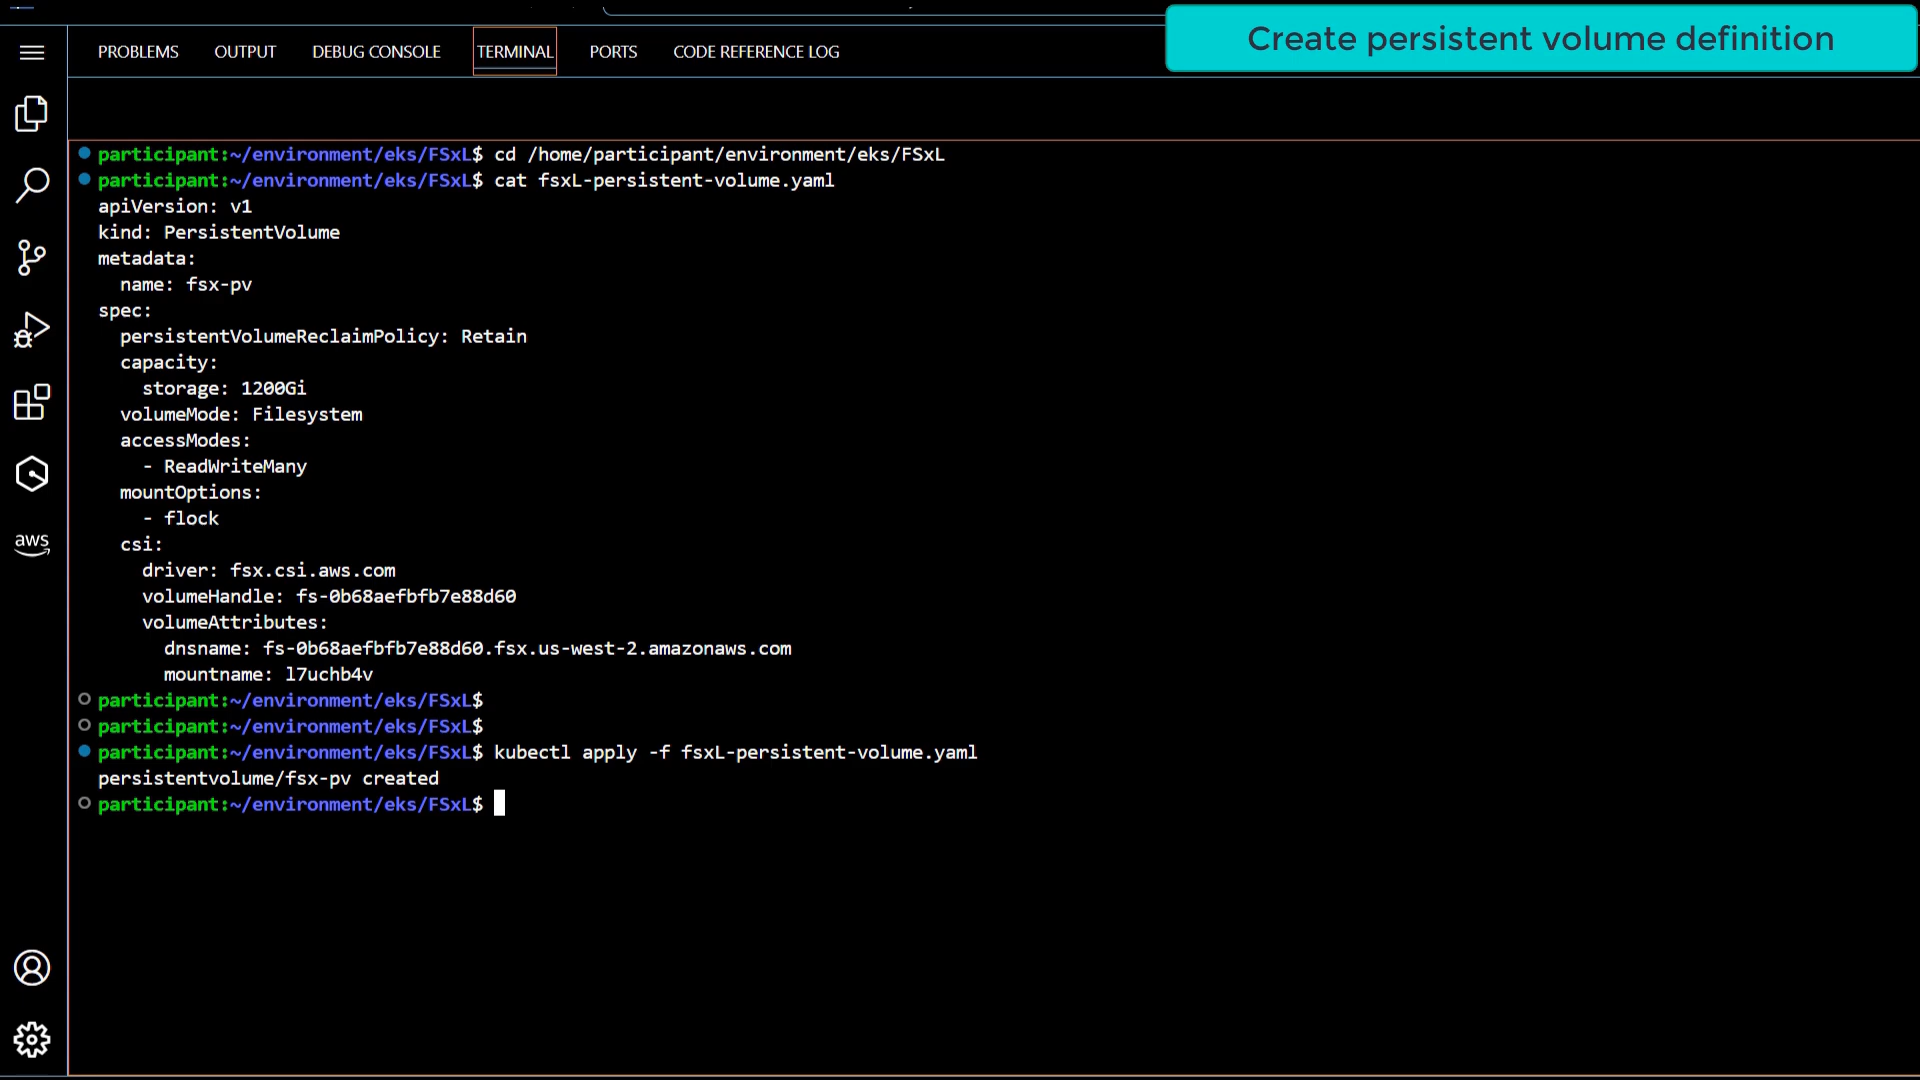 Create persistent volume definition
PROBLEMS OUTPUT DEBUG CONSOLE TERMINAL PORTS CODE REFERENCE LOG
participant:~/environment/eks/FSxL$ cd /home/participant/environment/eks/FSxL
participant:~/environment/eks/FSxL$ cat fsxL-persistent-volume.yaml
apiVersion: v1
kind: PersistentVolume
metadata:
  name: fsx-pv
spec:
  persistentVolumeReclaimPolicy: Retain
  capacity:
    storage: 1200Gi
  volumeMode: Filesystem
  accessModes:
    - ReadWriteMany
  mountOptions:
    - flock
  csi:
    driver: fsx.csi.aws.com
    volumeHandle: fs-0b68aefbfb7e88d60
    volumeAttributes:
      dnsname: fs-0b68aefbfb7e88d60.fsx.us-west-2.amazonaws.com
      mountname: l7uchb4v
participant:~/environment/eks/FSxL$
participant:~/environment/eks/FSxL$
participant:~/environment/eks/FSxL$ kubectl apply -f fsxL-persistent-volume.yaml
persistentvolume/fsx-pv created
participant:~/environment/eks/FSxL$
aws